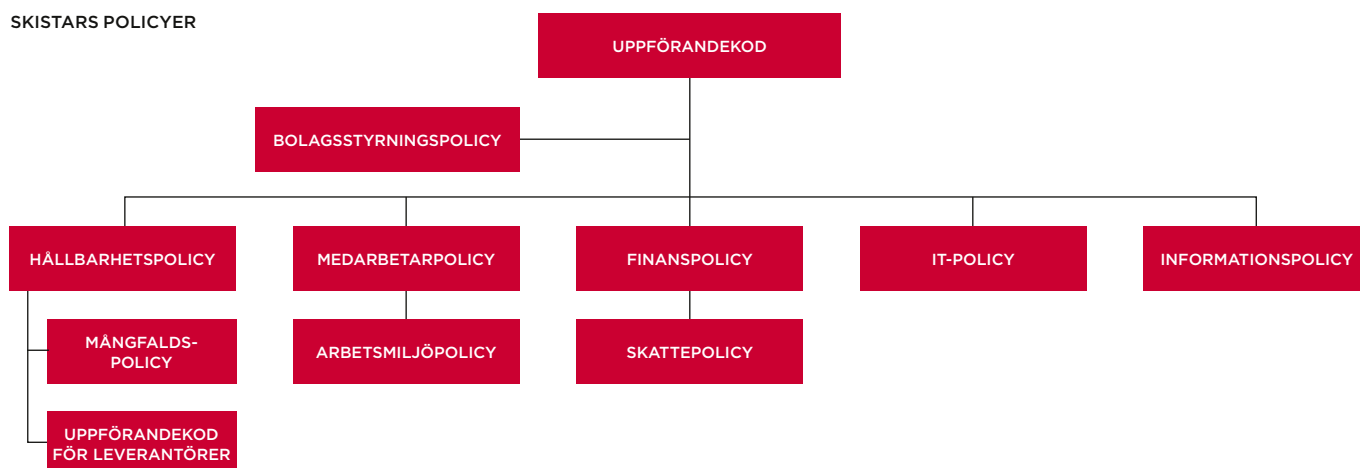 SKISTARS POLICYER
UPPFÖRANDEKOD
BOLAGSSTYRNINGSPOLICY
HÅLLBARHETSPOLICY
MEDARBETARPOLICY
FINANSPOLICY
IT-POLICY
INFORMATIONSPOLICY
MÅNGFALDS-
POLICY
ARBETSMILJÖPOLICY
SKATTEPOLICY
UPPFÖRANDEKOD
FÖR LEVERANTÖRER